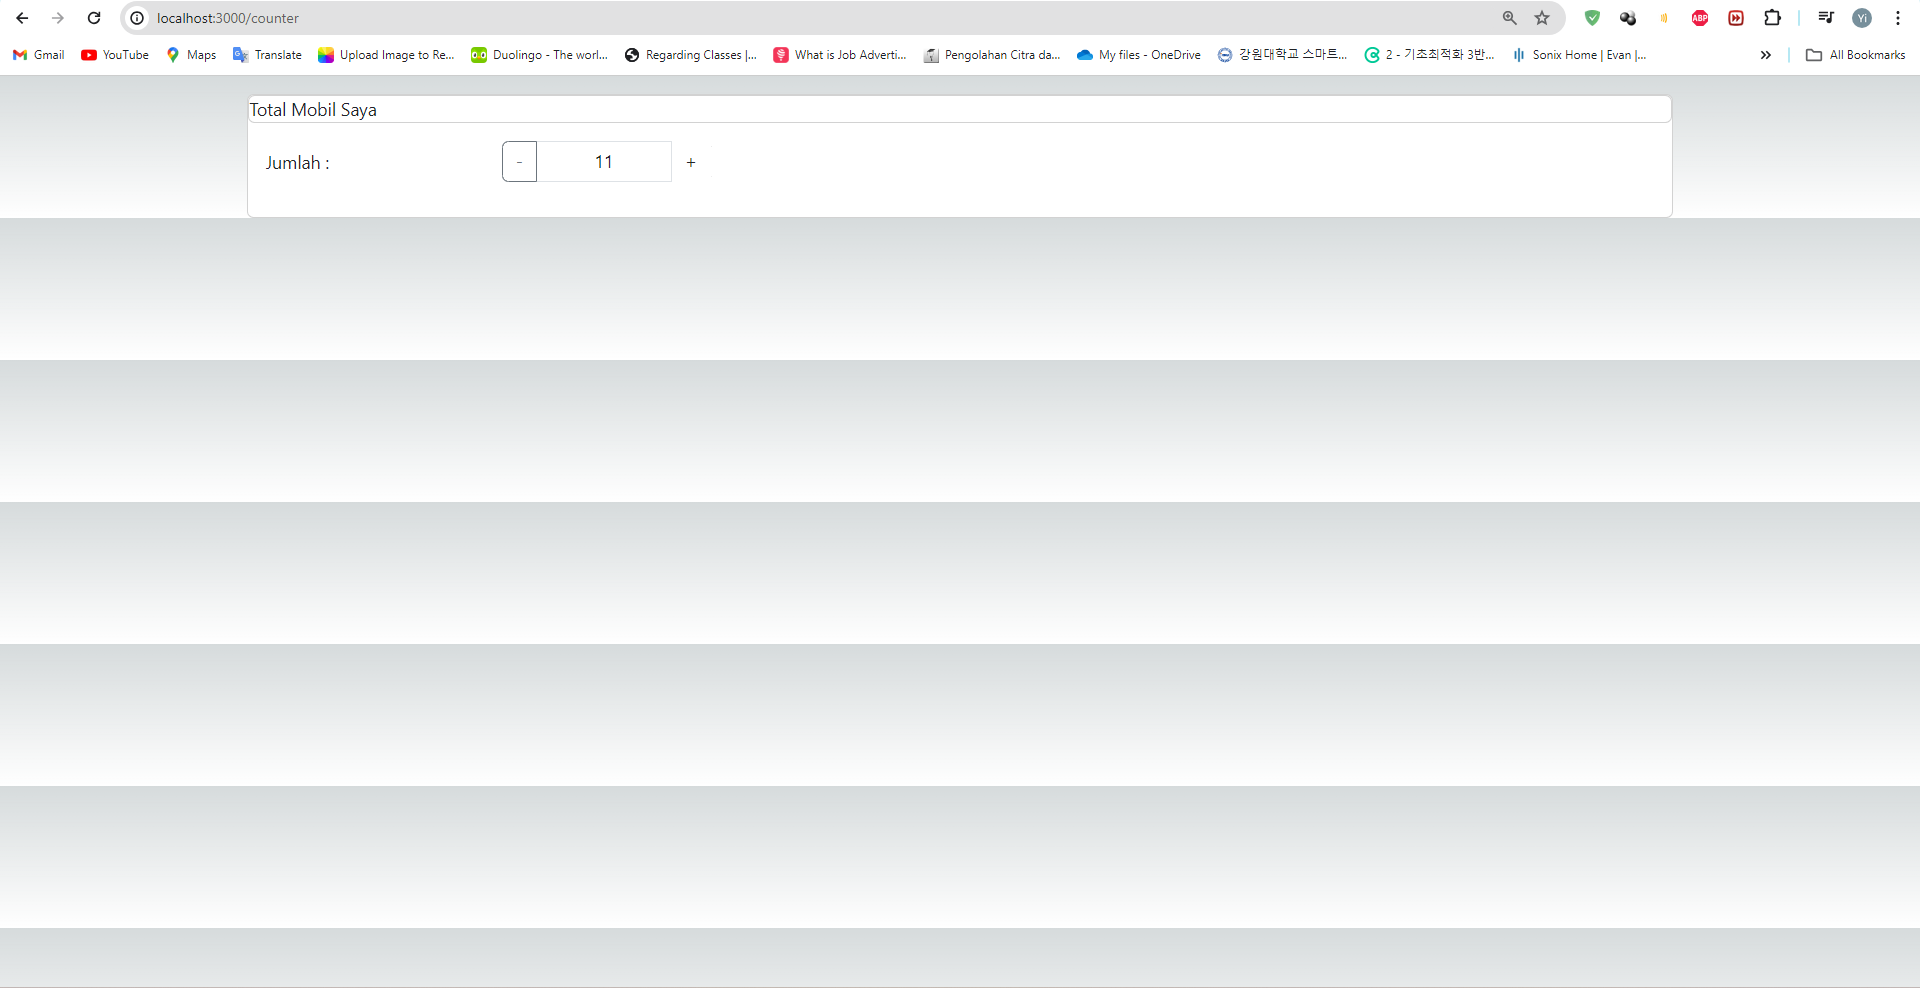 localhost:3000/counter
ABP
Yi
Gmail YouTube Maps Translate Upload Image to Re... Duolingo - The worl... Regarding Classes |... What is Job Adverti... Pengolahan Citra da... My files - OneDrive 강원대학교 스마트... 2 - 기초최적화 3반... Sonix Home | Evan |... » All Bookmarks
Total Mobil Saya
Jumlah : - 11 +